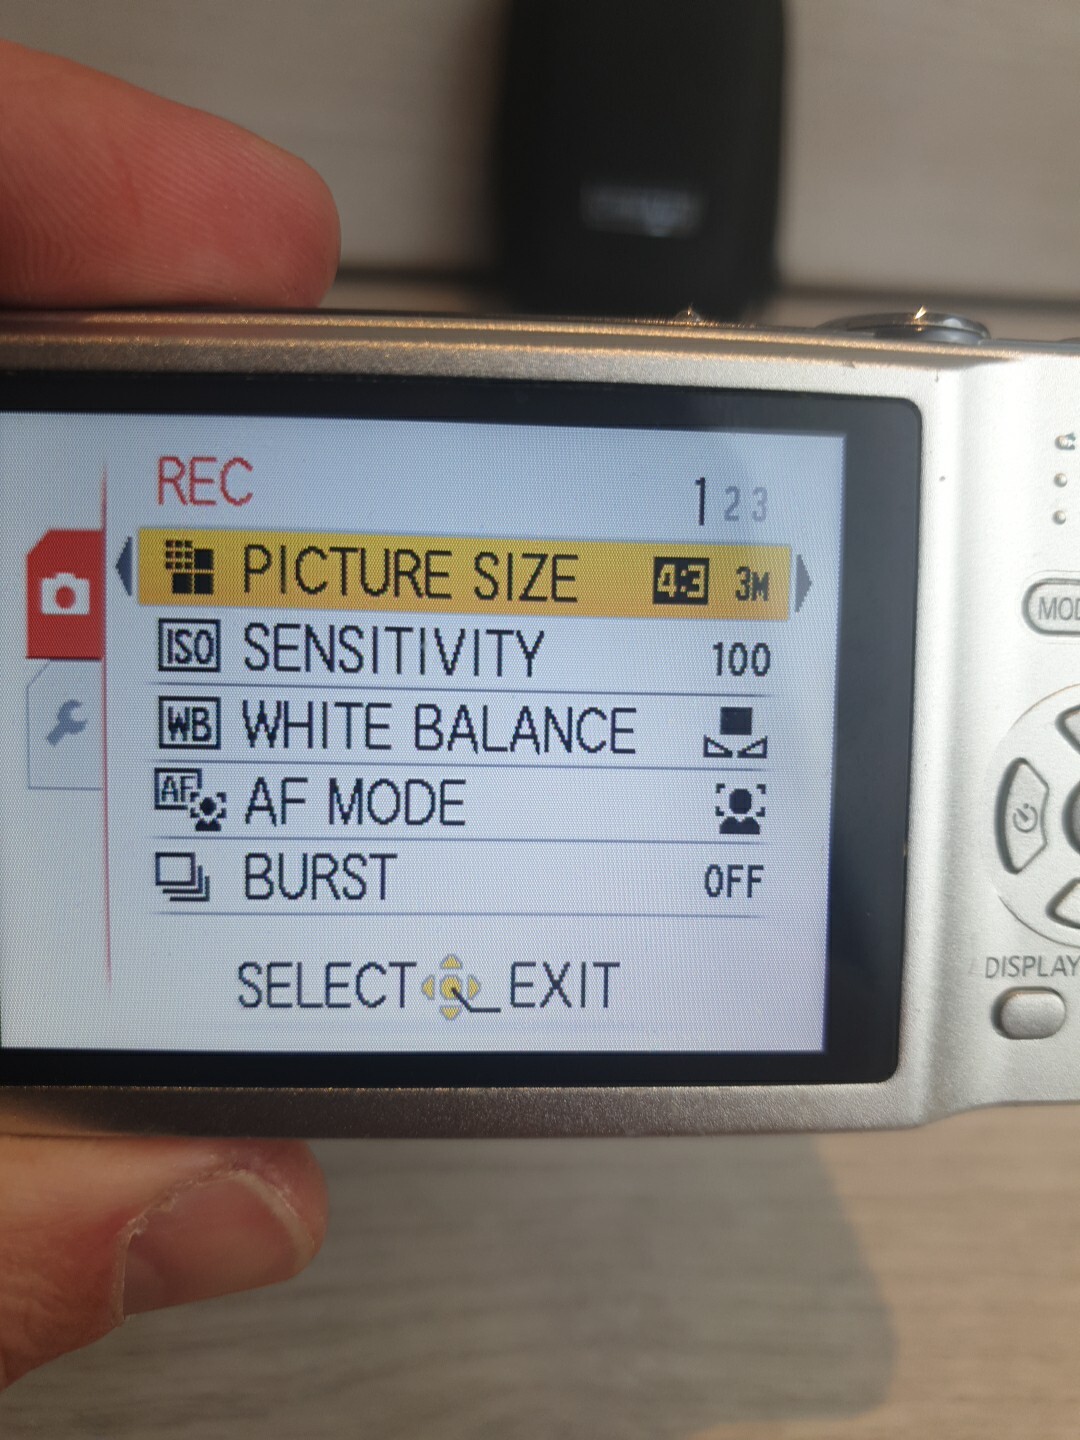 REC
1 2 3
PICTURE SIZE 4:3 3M
ISO SENSITIVITY 100
WB WHITE BALANCE
AF AF MODE
BURST OFF
SELECT EXIT
DISPLAY